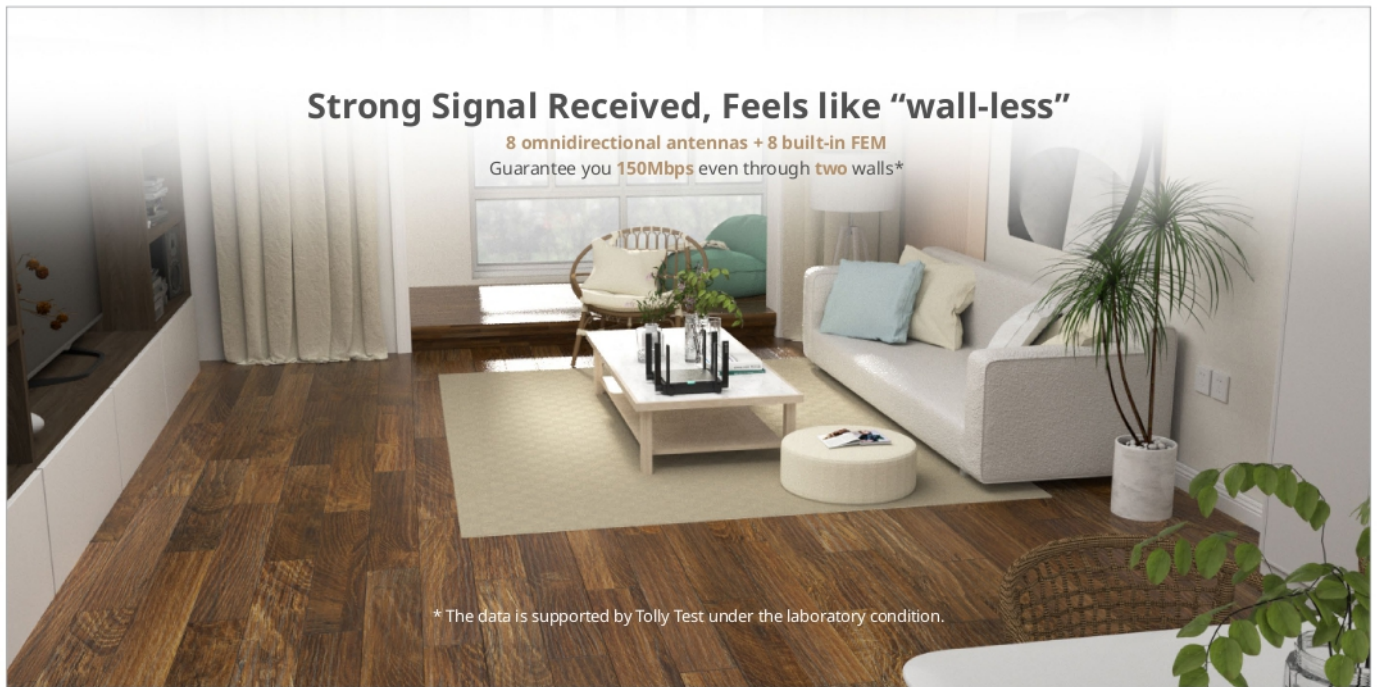 Strong Signal Received, Feels like “wall-less”
8 omnidirectional antennas + 8 built-in FEM
Guarantee you 150Mbps even through two walls*
* The data is supported by Tolly Test under the laboratory condition.